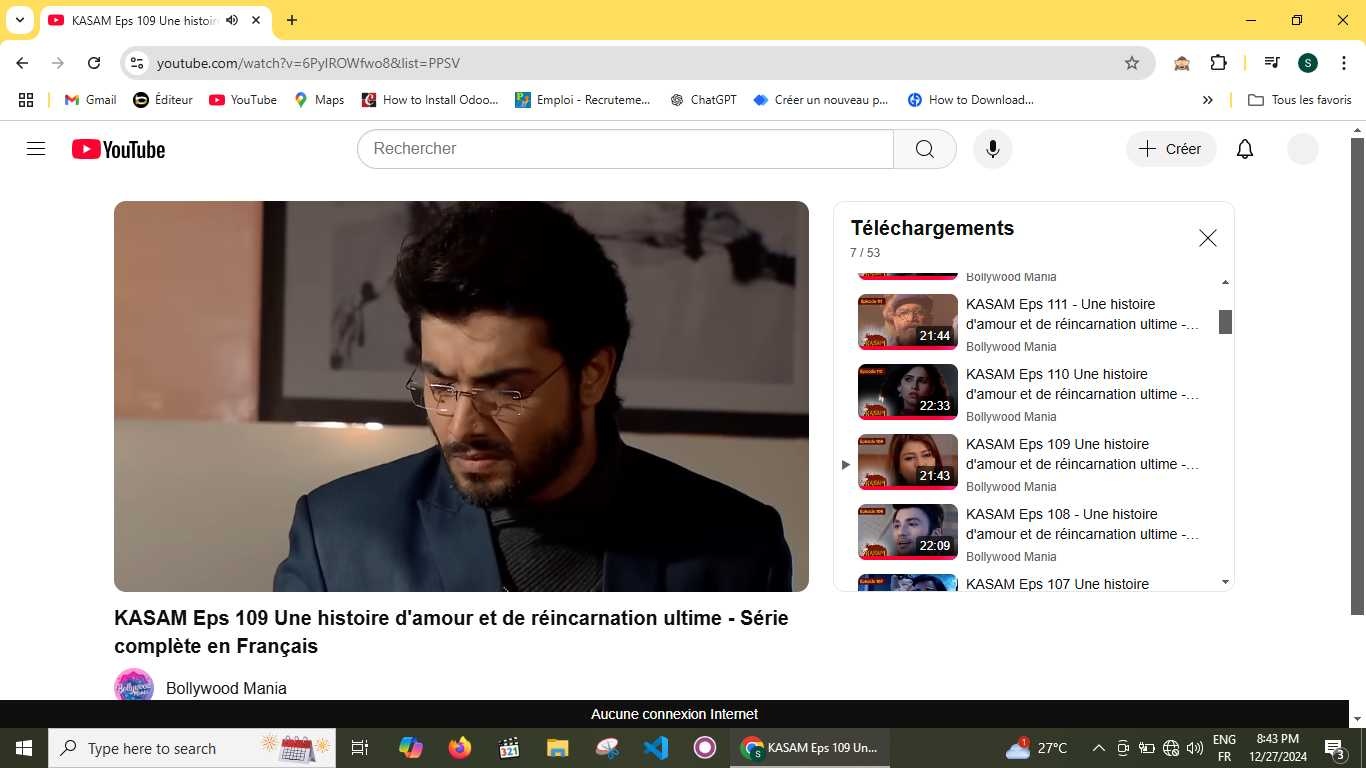 KASAM Eps 109 Une histoir
youtube.com/watch?v=6PyIROWfwo8&list=PPSV
S
Gmail
Éditeur
YouTube
Maps
How to Install Odoo...
Emploi - Recruteme...
ChatGPT
Créer un nouveau p...
How to Download...
Tous les favoris
YouTube
Rechercher
Créer
Téléchargements
7 / 53
Bollywood Mania
21:44
KASAM Eps 111 - Une histoire
d'amour et de réincarnation ultime -...
Bollywood Mania
22:33
KASAM Eps 110 Une histoire
d'amour et de réincarnation ultime -...
Bollywood Mania
21:43
KASAM Eps 109 Une histoire
d'amour et de réincarnation ultime -...
Bollywood Mania
22:09
KASAM Eps 108 - Une histoire
d'amour et de réincarnation ultime -...
Bollywood Mania
KASAM Eps 107 Une histoire
KASAM Eps 109 Une histoire d'amour et de réincarnation ultime - Série
complète en Français
Bollywood Mania
Aucune connexion Internet
Type here to search
KASAM Eps 109 Un...
27°C
ENG
FR
8:43 PM
12/27/2024
3